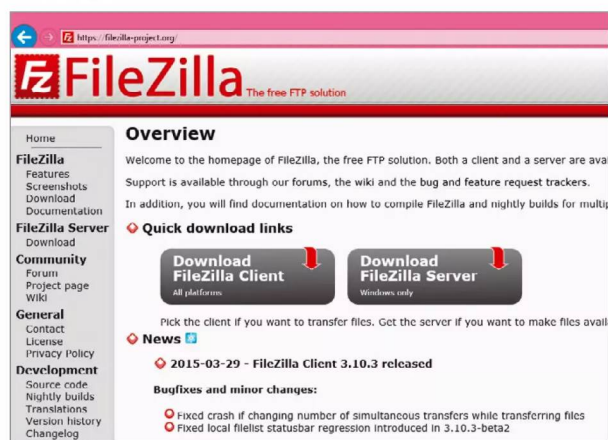 https://filezilla-project.org/
Fz FileZilla The free FTP solution
Home
FileZilla
Features
Screenshots
Download
Documentation
FileZilla Server
Download
Community
Forum
Project page
Wiki
General
Contact
License
Privacy Policy
Development
Source code
Nightly builds
Translations
Version history
Changelog
Overview
Welcome to the homepage of FileZilla, the free FTP solution. Both a client and a server are
Support is available through our forums, the wiki and the bug and feature request trackers.
In addition, you will find documentation on how to compile FileZilla and nightly builds for
Quick download links
Download
FileZilla Client
All platforms
Download
FileZilla Server
Windows only
Pick the client if you want to transfer files. Get the server if you want to make files
News
2015-03-29 - FileZilla Client 3.10.3 released
Bugfixes and minor changes:
Fixed crash if changing number of simultaneous transfers while transferring files
Fixed local filelist statusbar regression introduced in 3.10.3-beta2